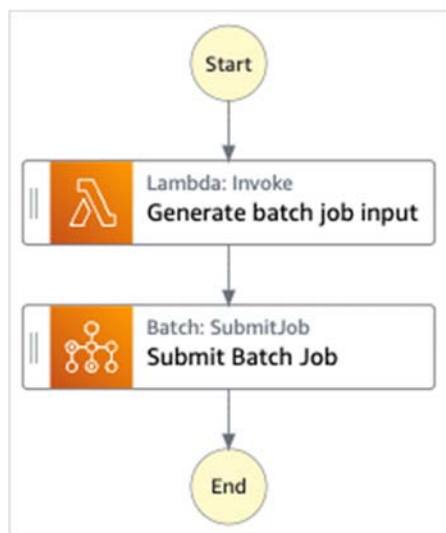 Start
Lambda: Invoke
Generate batch job input
Batch: SubmitJob
Submit Batch Job
End